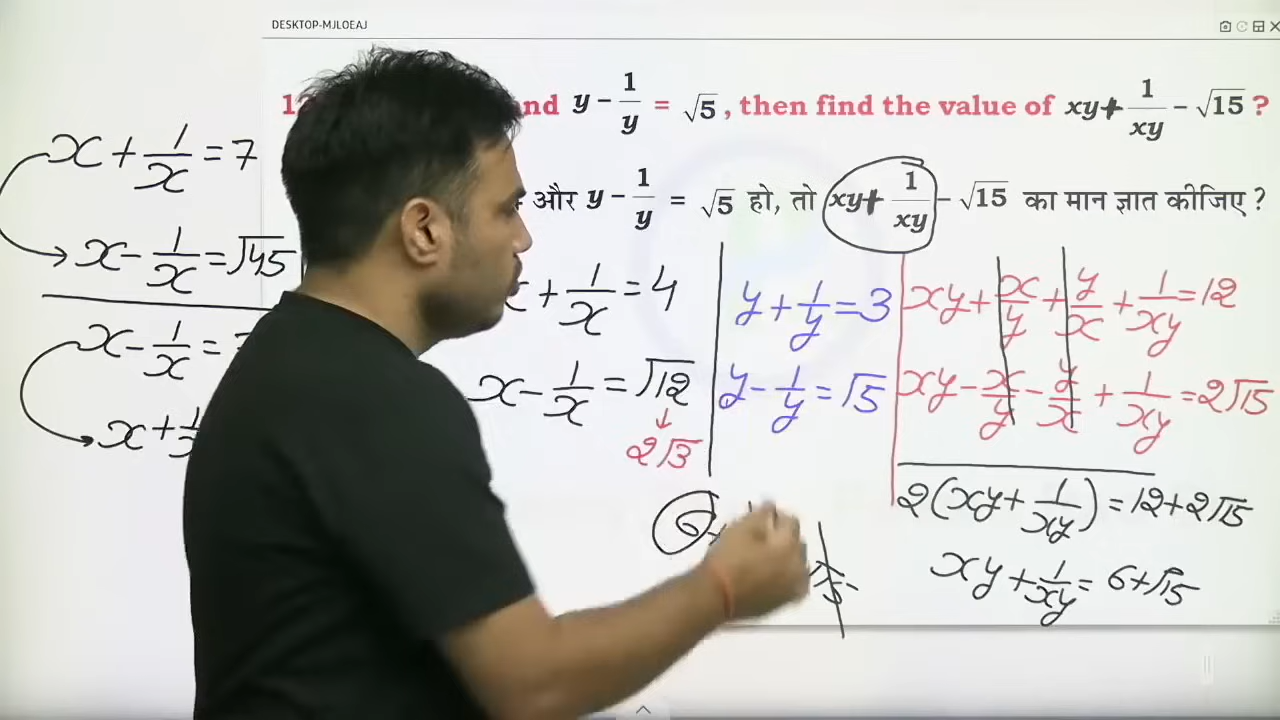 DESKTOP-MJLOEAJ
and y - 1/y = √5, then find the value of xy + 1/xy - √15 ?
और y - 1/y = √5 हो, तो xy + 1/xy - √15 का मान ज्ञात कीजिए ?
x + 1/x = 7
x - 1/x = √45
x - 1/x =
x + 1/x
x + 1/x = 4
x - 1/x = √12
↓
2√3
y + 1/y = 3
y - 1/y = √5
xy + x/y + y/x + 1/xy = 12
xy - x/y - y/x + 1/xy = 2√15
2(xy + 1/xy) = 12 + 2√15
xy + 1/xy = 6 + √15
6 +